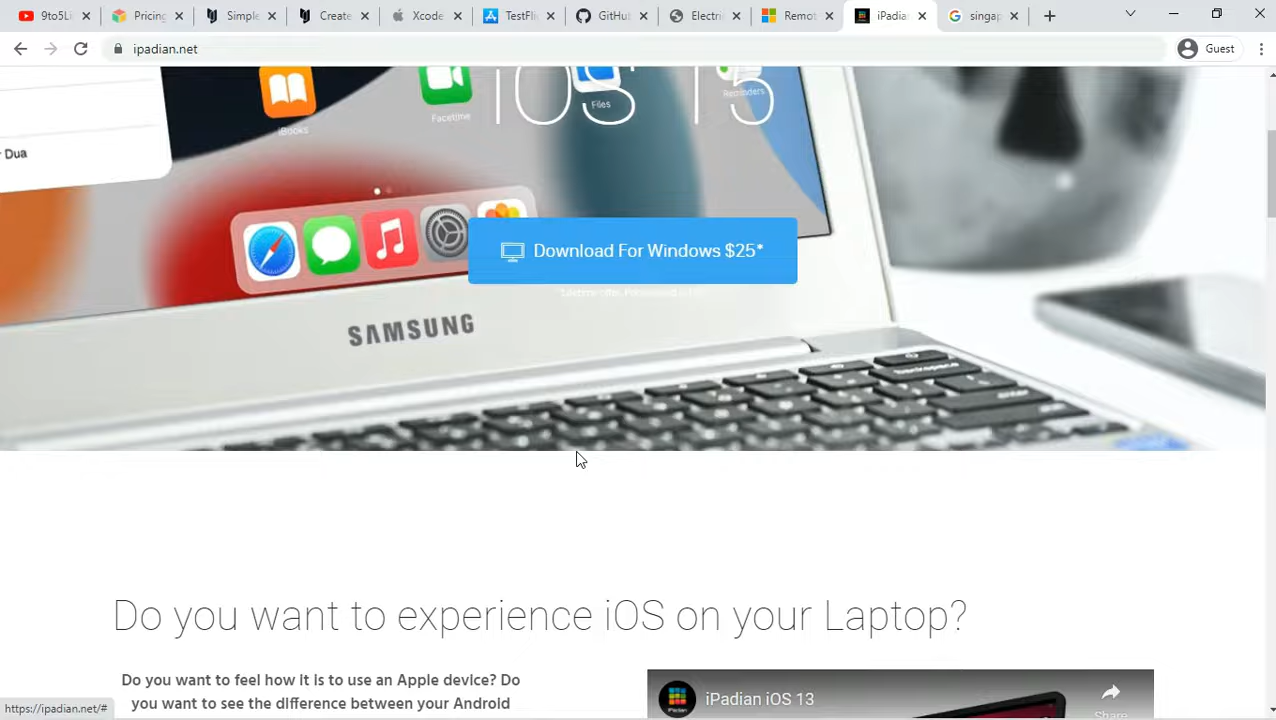 9to5Li
Pricing
Simple
Create
Xcode
TestFli
GitHub
Electri
Remot
iPadia
singap
ipadian.net
Guest
iOS 15
Files
Reminders
iBooks
Facetime
Dua
Download For Windows $25*
SAMSUNG
backspace
Do you want to experience iOS on your Laptop?
Do you want to feel how it is to use an Apple device? Do
you want to see the difference between your Android
iPadian iOS 13
Share
https://ipadian.net/#